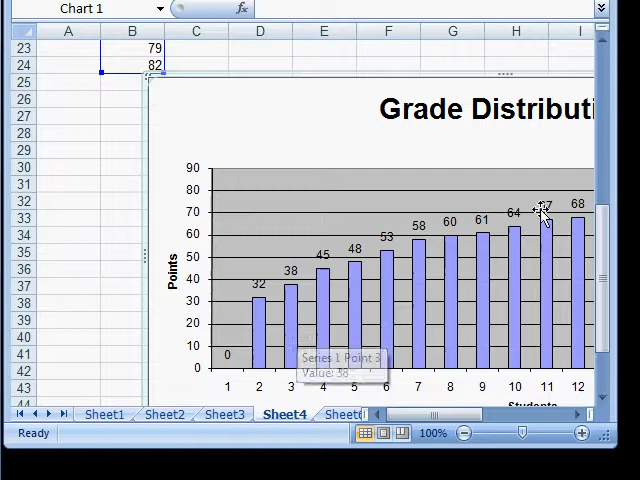 Chart 1
fx
A B C D E F G H I
23 79
24 82
25
26
27
28
29
30
31
32
33
34
35
36
37
38
39
40
41
42
43
44
Grade Distributi
90
80
70
60
50
40
30
20
10
0
Points
0 32 38 45 48 53 58 60 61 64 68
Series 1 Point 3
Value: 38
1 2 3 4 5 6 7 8 9 10 11 12
Students
Sheet1 Sheet2 Sheet3 Sheet4 Sheet
Ready 100%